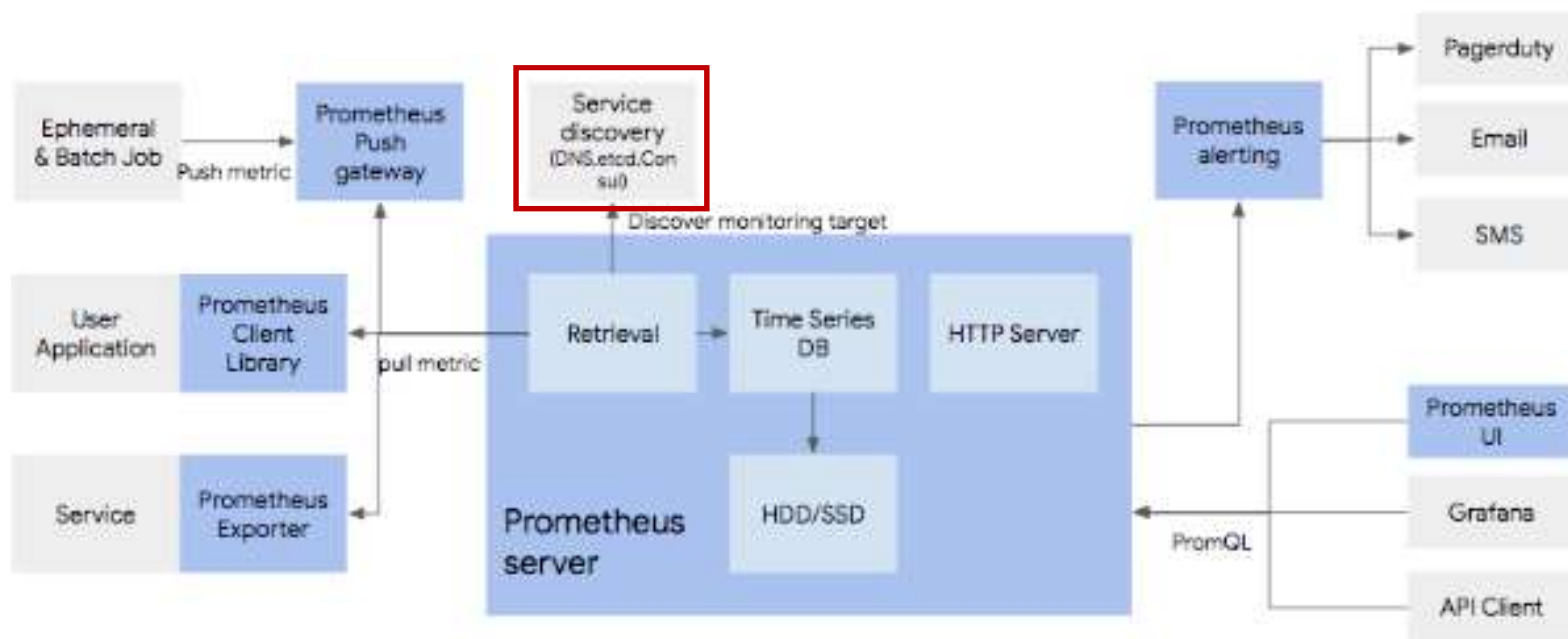 Ephemeral
& Batch Job
Push metric
Prometheus
Push
gateway
Service
discovery
(DNS.etcd.Con
sul)
Discover monitoring target
Prometheus
alerting
Pagerduty
Email
SMS
User
Application
Prometheus
Client
Library
pull metric
Retrieval
Time Series
DB
HTTP Server
Service
Prometheus
Exporter
Prometheus
server
HDD/SSD
PromQL
Prometheus
UI
Grafana
API Client